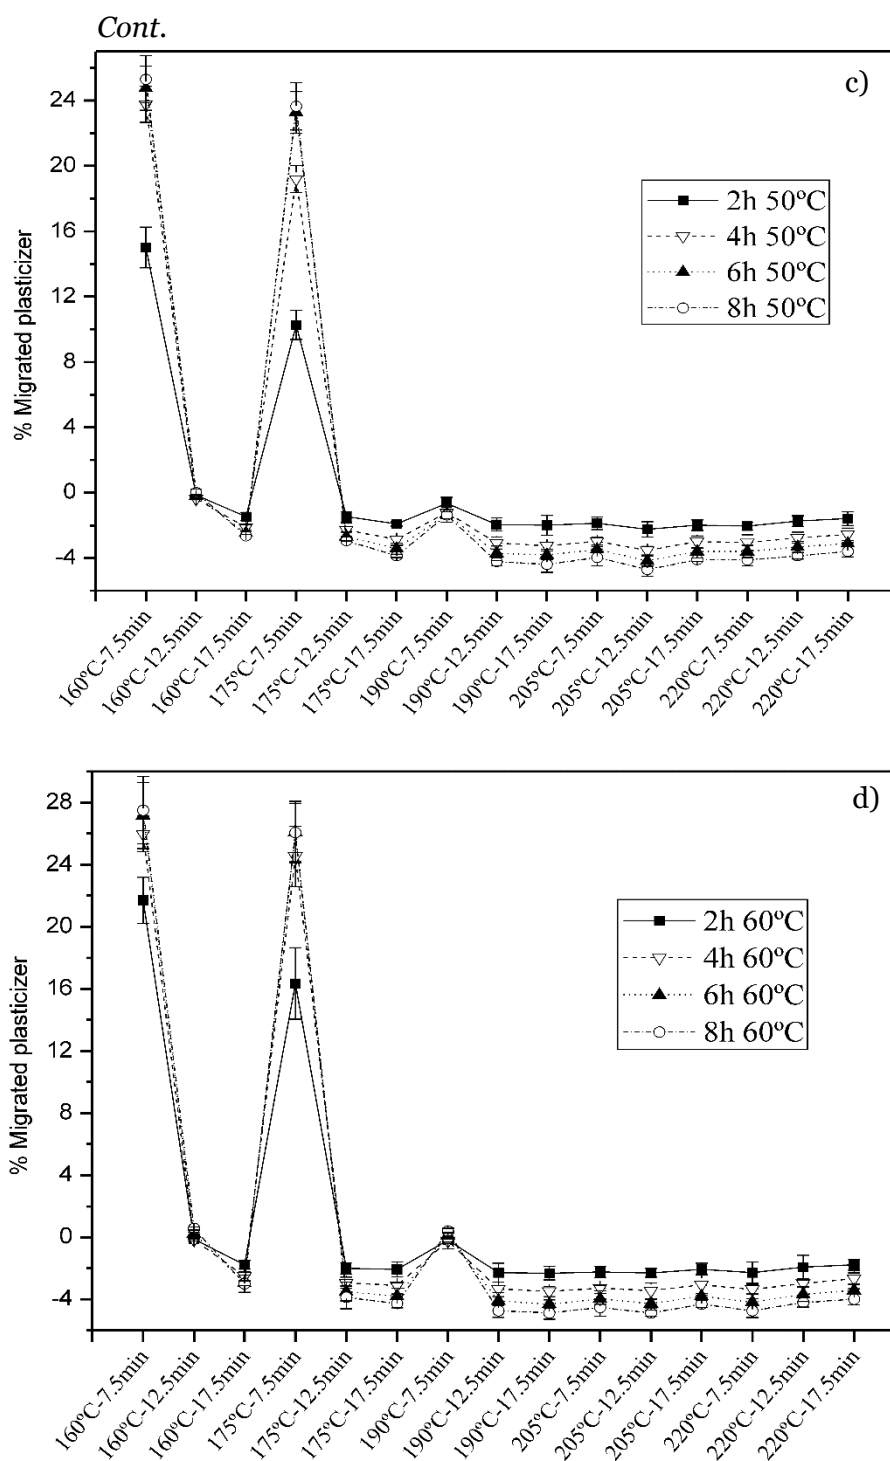 Cont.
c)
24
20
16
12
8
4
0
-4
% Migrated plasticizer
2h 50ºC
4h 50ºC
6h 50ºC
8h 50ºC
160ºC-7.5min
160ºC-12.5min
160ºC-17.5min
175ºC-7.5min
175ºC-12.5min
175ºC-17.5min
190ºC-7.5min
190ºC-12.5min
190ºC-17.5min
205ºC-7.5min
205ºC-12.5min
205ºC-17.5min
220ºC-7.5min
220ºC-12.5min
220ºC-17.5min
d)
28
24
20
16
12
8
4
0
-4
% Migrated plasticizer
2h 60ºC
4h 60ºC
6h 60ºC
8h 60ºC
160ºC-7.5min
160ºC-12.5min
160ºC-17.5min
175ºC-7.5min
175ºC-12.5min
175ºC-17.5min
190ºC-7.5min
190ºC-12.5min
190ºC-17.5min
205ºC-7.5min
205ºC-12.5min
205ºC-17.5min
220ºC-7.5min
220ºC-12.5min
220ºC-17.5min